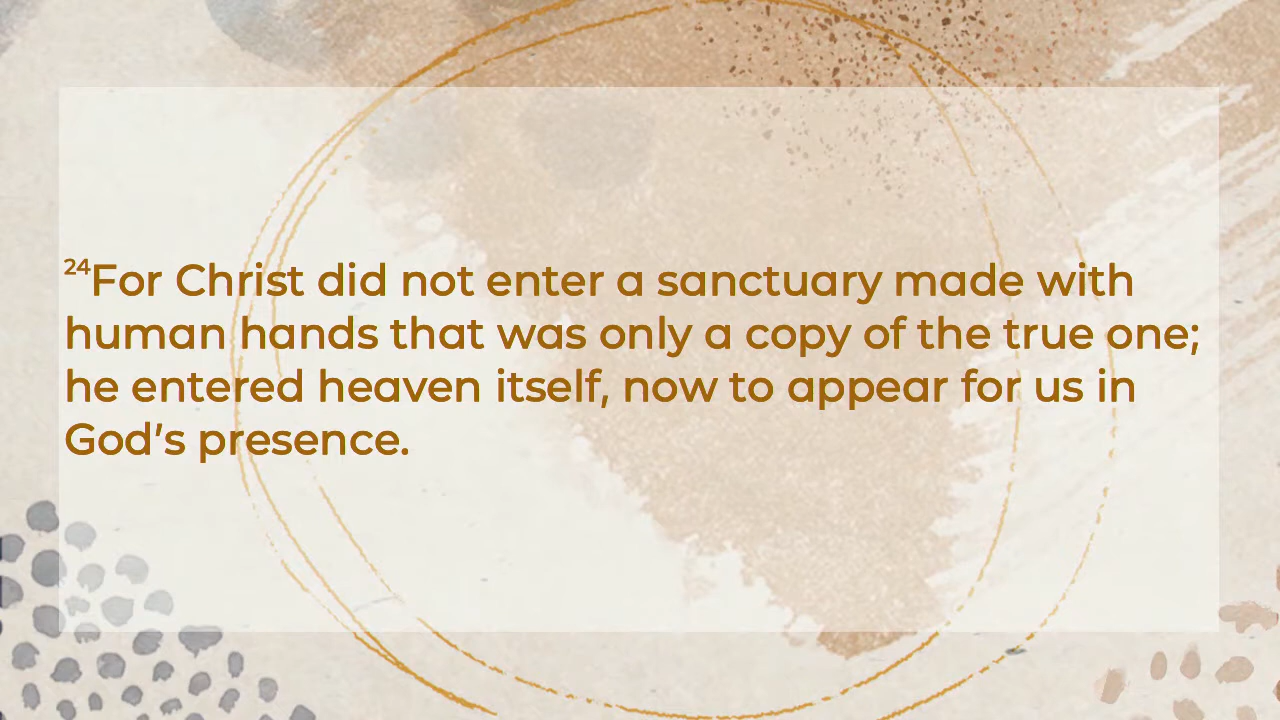 ²⁴For Christ did not enter a sanctuary made with
human hands that was only a copy of the true one;
he entered heaven itself, now to appear for us in
God's presence.